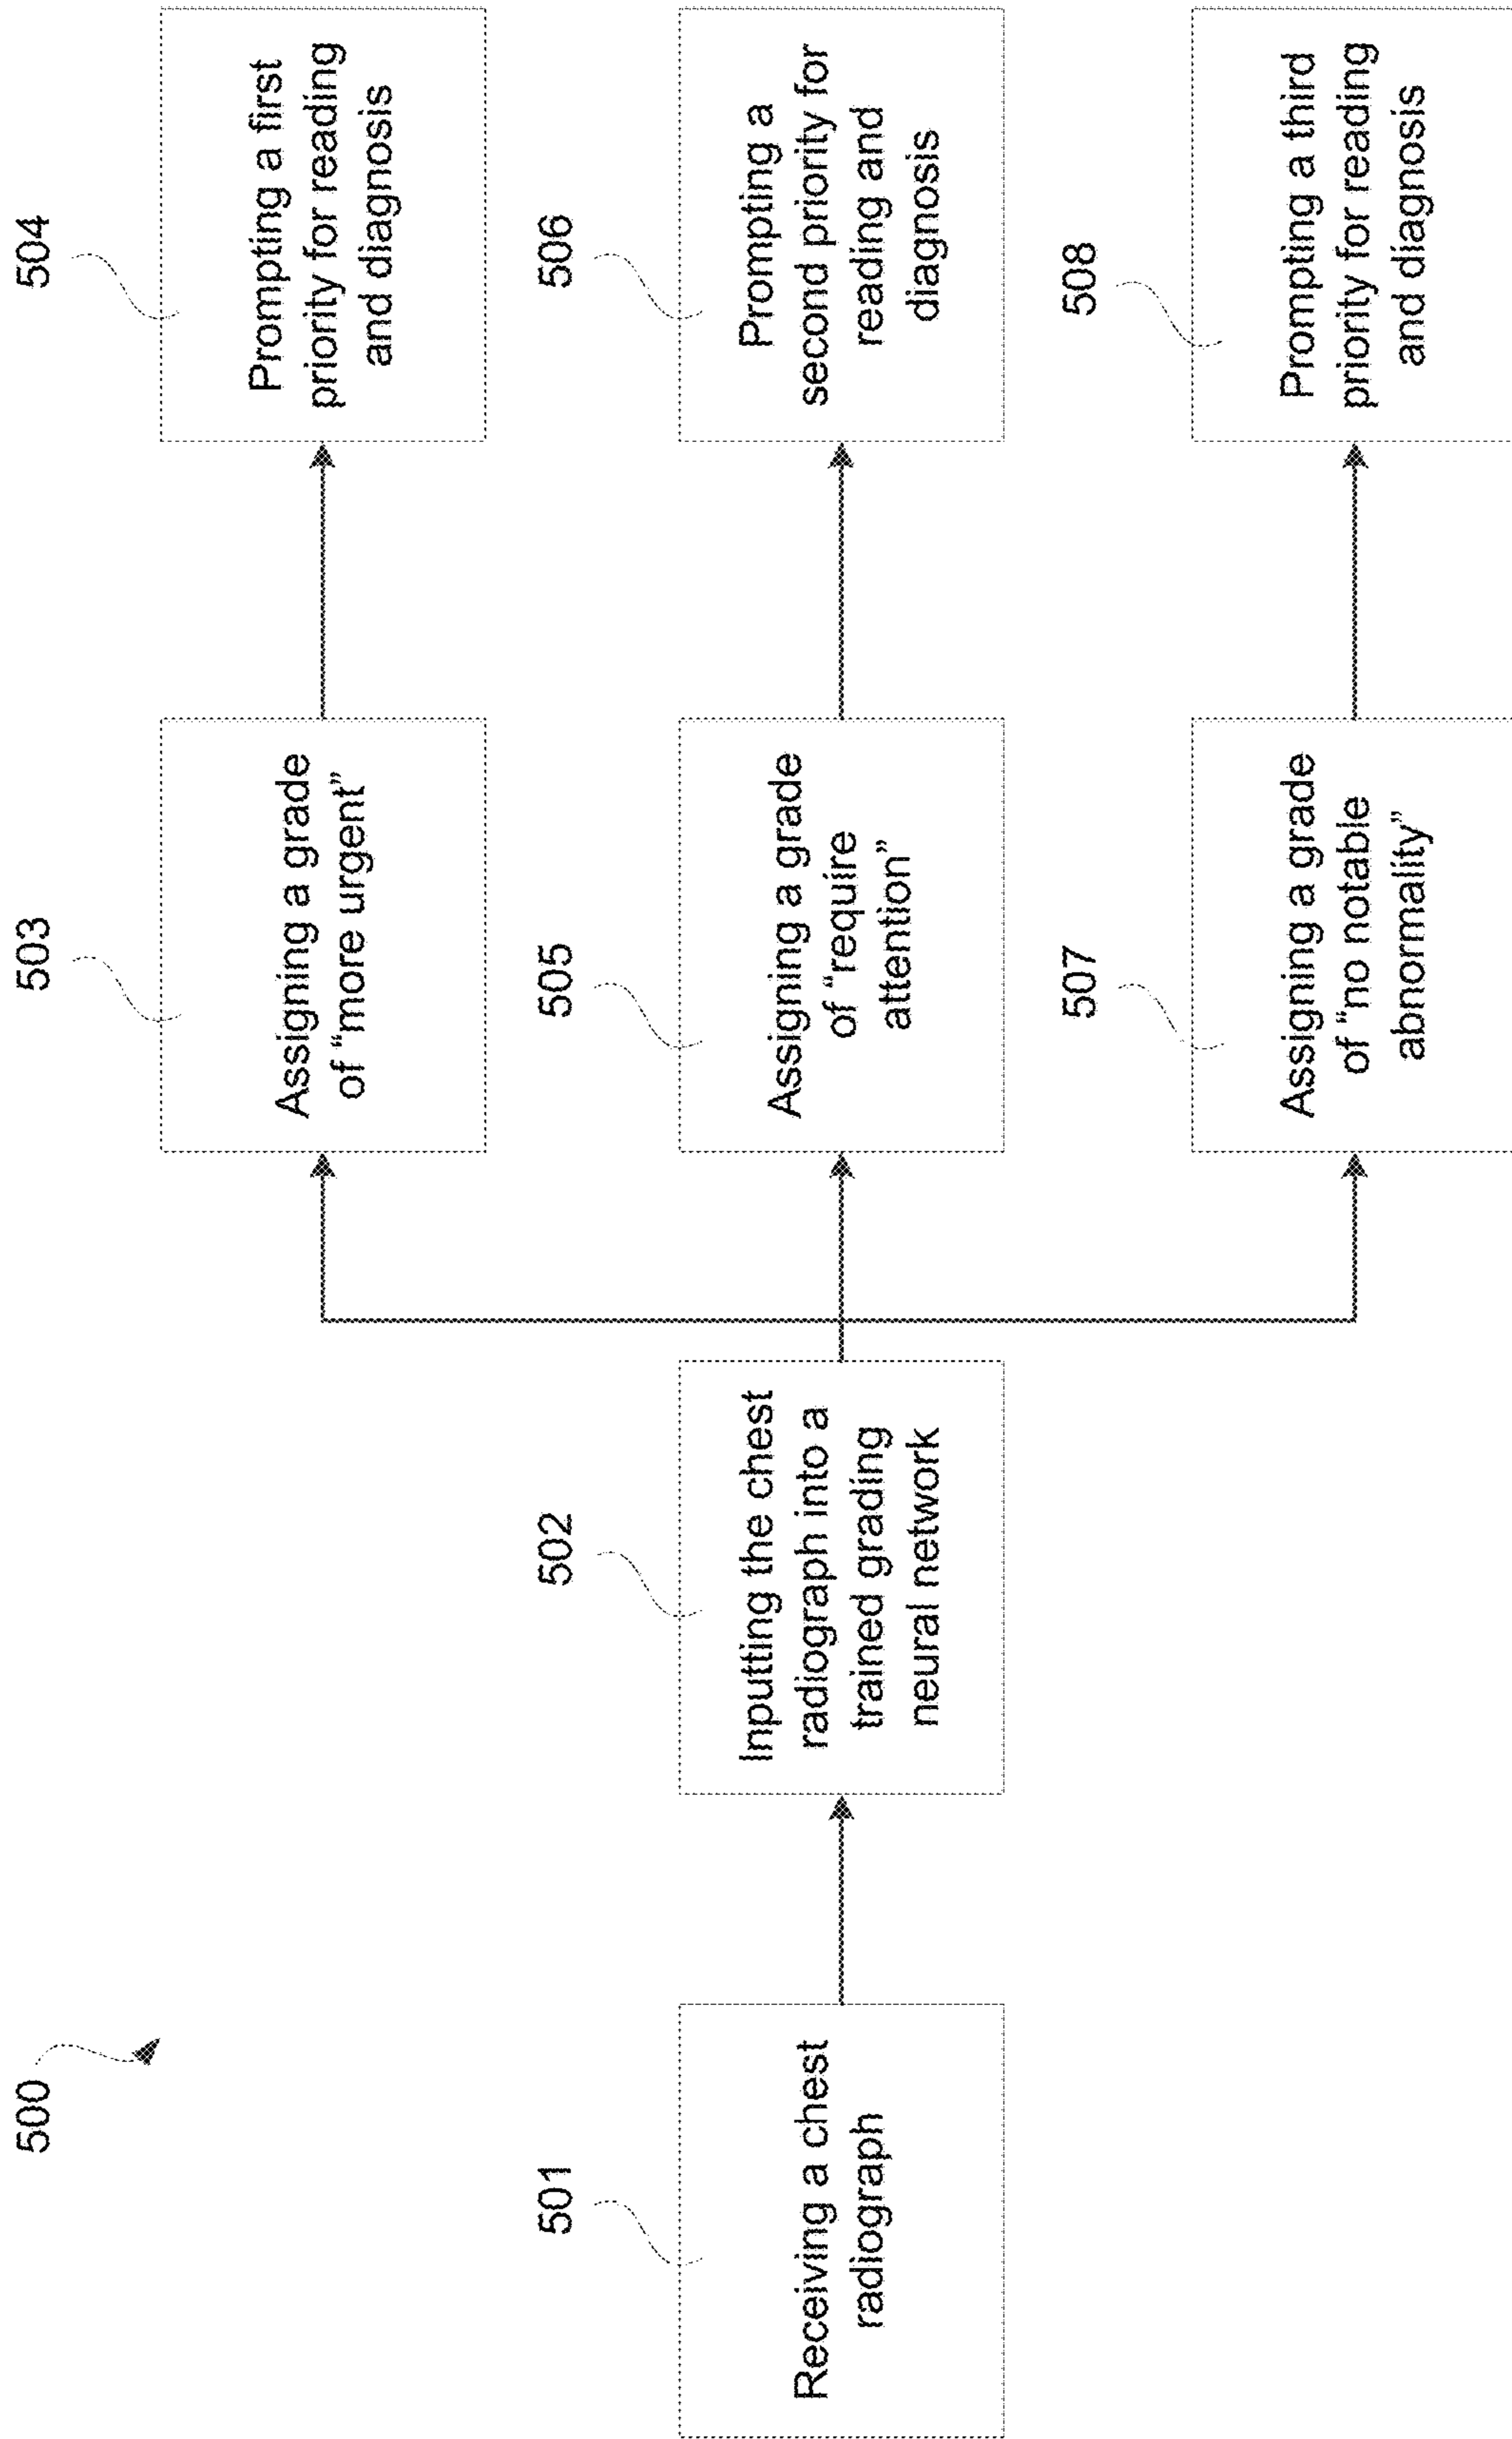 500
501
Receiving a chest
radiograph
502
Inputting the chest
radiograph into a
trained grading
neural network
503
Assigning a grade
of “more urgent”
504
Prompting a first
priority for reading
and diagnosis
505
Assigning a grade
of “require
attention”
506
Prompting a
second priority for
reading and
diagnosis
507
Assigning a grade
of “no notable
abnormality”
508
Prompting a third
priority for reading
and diagnosis